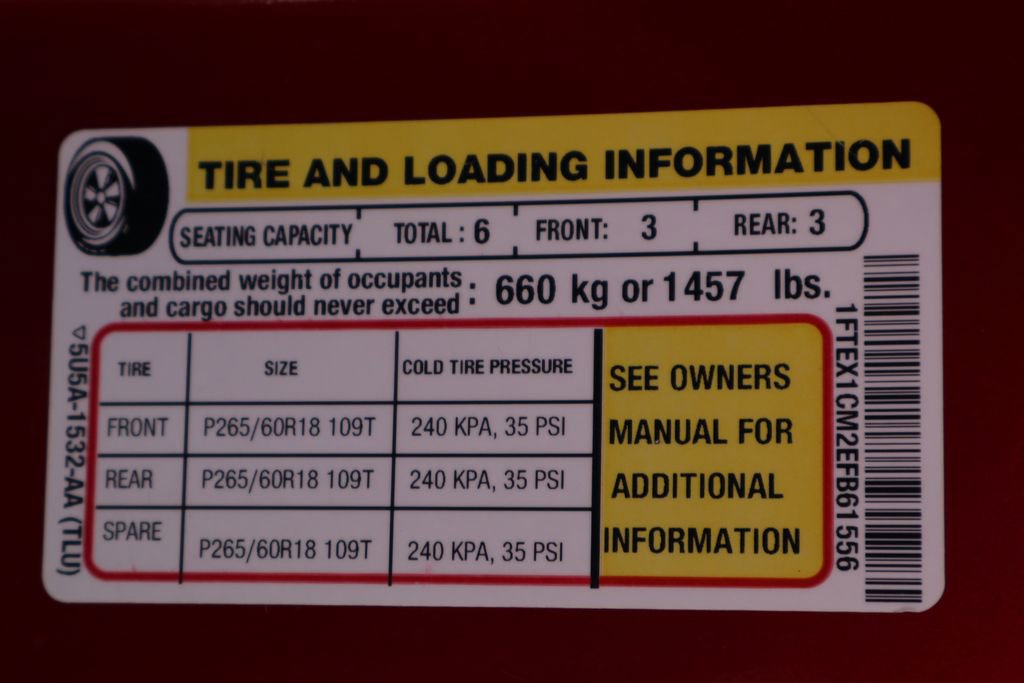 TIRE AND LOADING INFORMATION
SEATING CAPACITY TOTAL : 6 FRONT: 3 REAR: 3
The combined weight of occupants
and cargo should never exceed : 660 kg or 1457 lbs.
TIRE SIZE COLD TIRE PRESSURE
FRONT P265/60R18 109T 240 KPA, 35 PSI
REAR P265/60R18 109T 240 KPA, 35 PSI
SPARE P265/60R18 109T 240 KPA, 35 PSI
SEE OWNERS
MANUAL FOR
ADDITIONAL
INFORMATION
5U5A-1532-AA (TLU)
1FTEX1CM2EFB61556